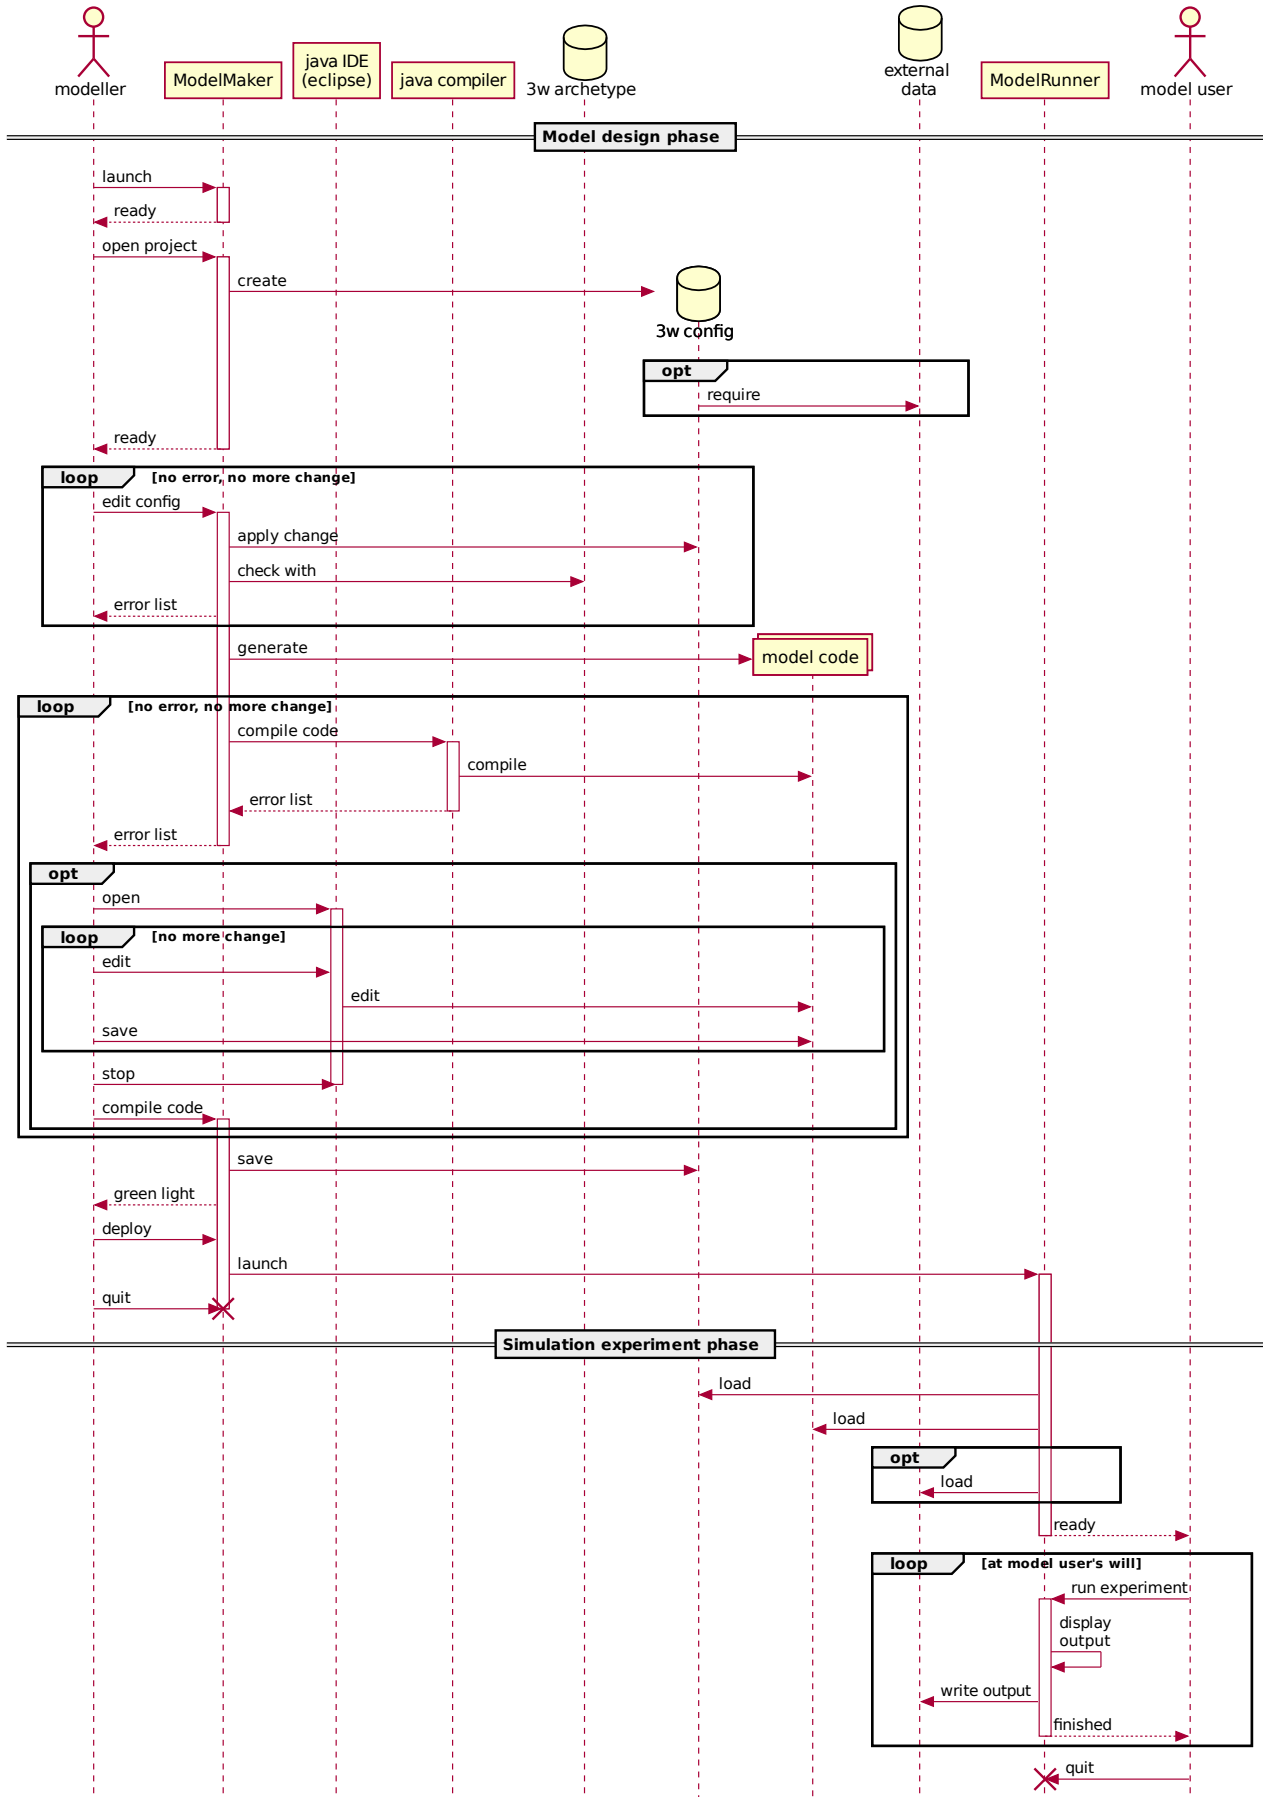 modeller
ModelMaker
java IDE
(eclipse)
java compiler
3w archetype
external
data
ModelRunner
model user
Model design phase
launch
ready
open project
create
3w config
opt
require
ready
loop [no error, no more change]
edit config
apply change
check with
error list
generate
model code
loop [no error, no more change]
compile code
compile
error list
error list
opt
open
loop [no more change]
edit
edit
save
stop
compile code
save
green light
deploy
launch
quit
Simulation experiment phase
load
load
opt
load
ready
loop [at model user's will]
run experiment
display
output
write output
finished
quit